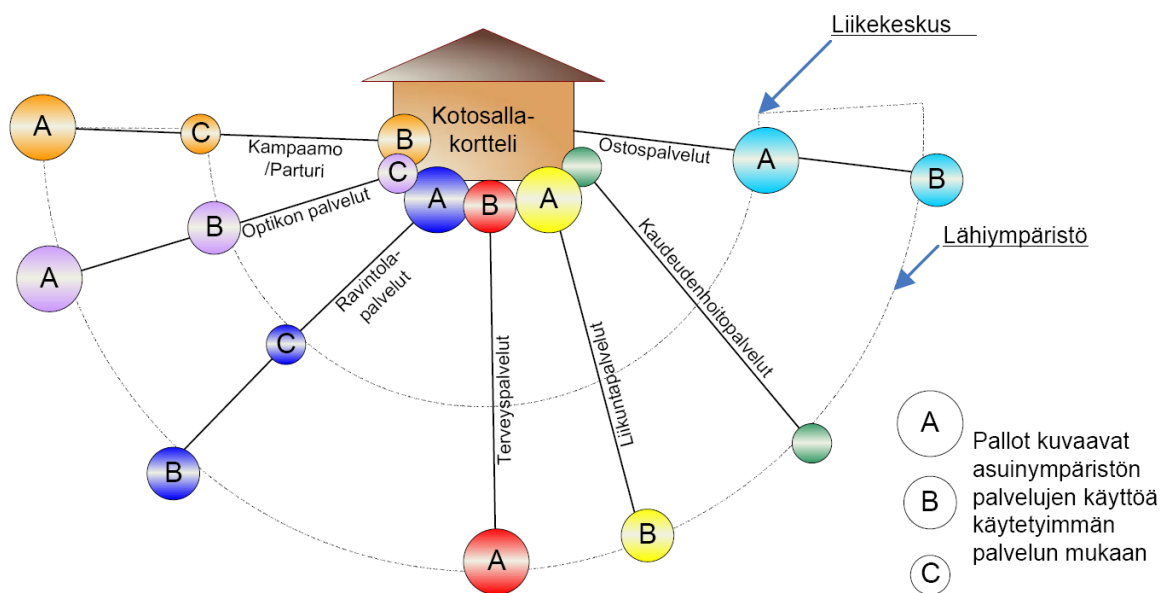 Liikekeskus
A
C
B
Kotosalla-
kortteli
Kampaamo
/Parturi
Ostospalvelut
A
B
C
Optikon palvelut
B
A
A
B
A
Lähiympäristö
Ravintola-
palvelut
Kaudeudenhoitopalvelut
C
Terveyspalvelut
Liikuntapalvelut
B
A
B
A
B
C
Pallot kuvaavat
asuinympäristön
palvelujen käyttöä
käytetyimmän
palvelun mukaan